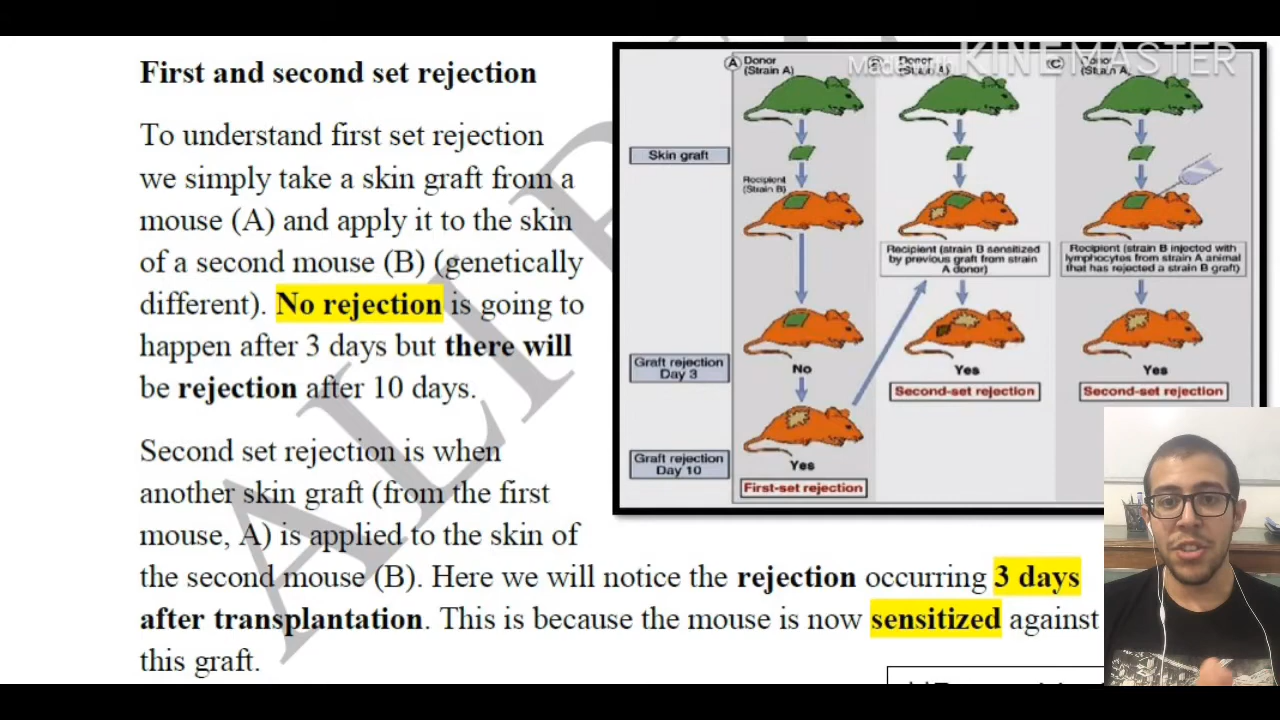 First and second set rejection
To understand first set rejection
we simply take a skin graft from a
mouse (A) and apply it to the skin
of a second mouse (B) (genetically
different). No rejection is going to
happen after 3 days but there will
be rejection after 10 days.
Second set rejection is when
another skin graft (from the first
mouse, A) is applied to the skin of
the second mouse (B). Here we will notice the rejection occurring 3 days
after transplantation. This is because the mouse is now sensitized against
this graft.
Made with KINEMASTER
A Donor
(Strain A)
Donor
(Strain A)
C Donor
(Strain A)
Skin graft
Recipient
(Strain B)
Recipient (strain B sensitized
by previous graft from strain
A donor)
Recipient (strain B injected with
lymphocytes from strain A animal
that has rejected a strain B graft)
Graft rejection
Day 3
No
Yes
Yes
Second-set rejection
Second-set rejection
Graft rejection
Day 10
Yes
First-set rejection